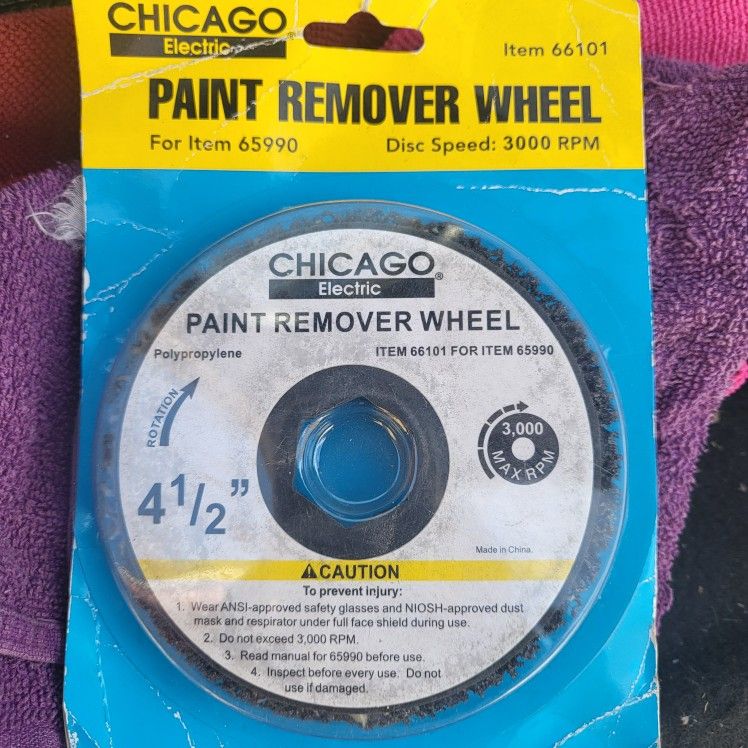 CHICAGO
Electric
Item 66101
PAINT REMOVER WHEEL
For Item 65990
Disc Speed: 3000 RPM
CHICAGO®
Electric
PAINT REMOVER WHEEL
Polypropylene
ITEM 66101 FOR ITEM 65990
ROTATION
3,000
MAX RPM
4 1/2”
Made in China.
CAUTION
To prevent injury:
1. Wear ANSI-approved safety glasses and NIOSH-approved dust
mask and respirator under full face shield during use.
2. Do not exceed 3,000 RPM.
3. Read manual for 65990 before use.
4. Inspect before every use. Do not
use if damaged.